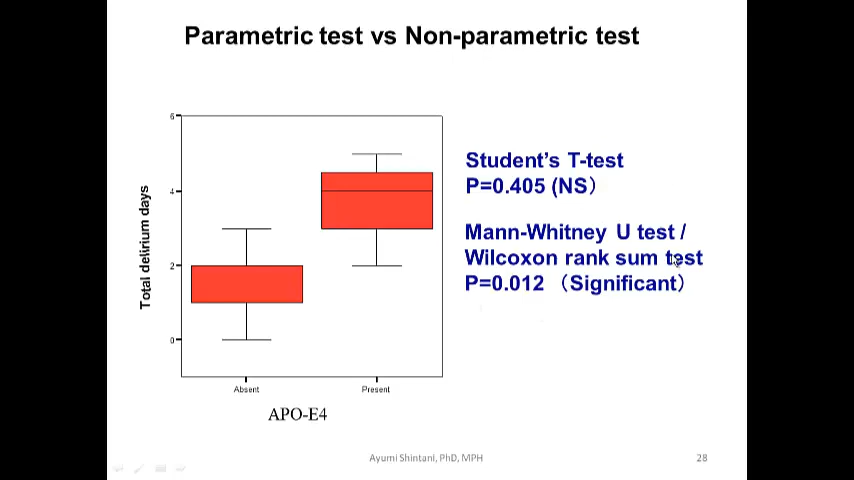 Parametric test vs Non-parametric test
6
4
2
0
Total delirium days
Absent
Present
APO-E4
Student's T-test
P=0.405 (NS）
Mann-Whitney U test /
Wilcoxon rank sum test
P=0.012 （Significant）
Ayumi Shintani, PhD, MPH
28